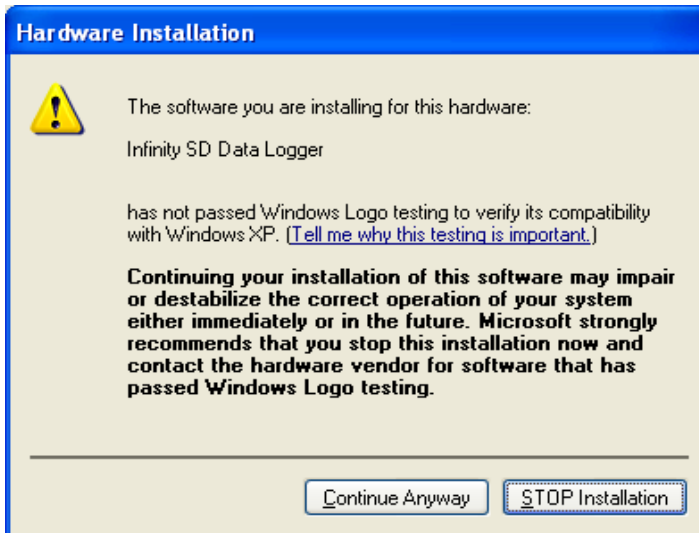 Hardware Installation
The software you are installing for this hardware:
Infinity SD Data Logger
has not passed Windows Logo testing to verify its compatibility
with Windows XP. (Tell me why this testing is important.)
Continuing your installation of this software may impair
or destabilize the correct operation of your system
either immediately or in the future. Microsoft strongly
recommends that you stop this installation now and
contact the hardware vendor for software that has
passed Windows Logo testing.
Continue Anyway
STOP Installation